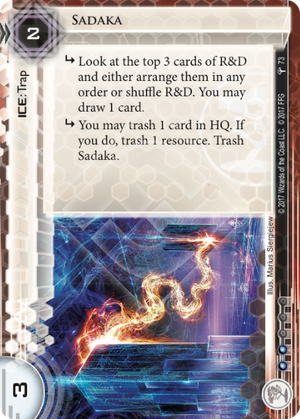 SADAKA
2
ICE: Trap
↳ Look at the top 3 cards of R&D
and either arrange them in any
order or shuffle R&D. You may
draw 1 card.
↳ You may trash 1 card in HQ. If
you do, trash 1 resource. Trash
Sadaka.
73
© 2017 Wizards of the Coast LLC. © 2017 FFG
Illus. Marius Siergiejew
3